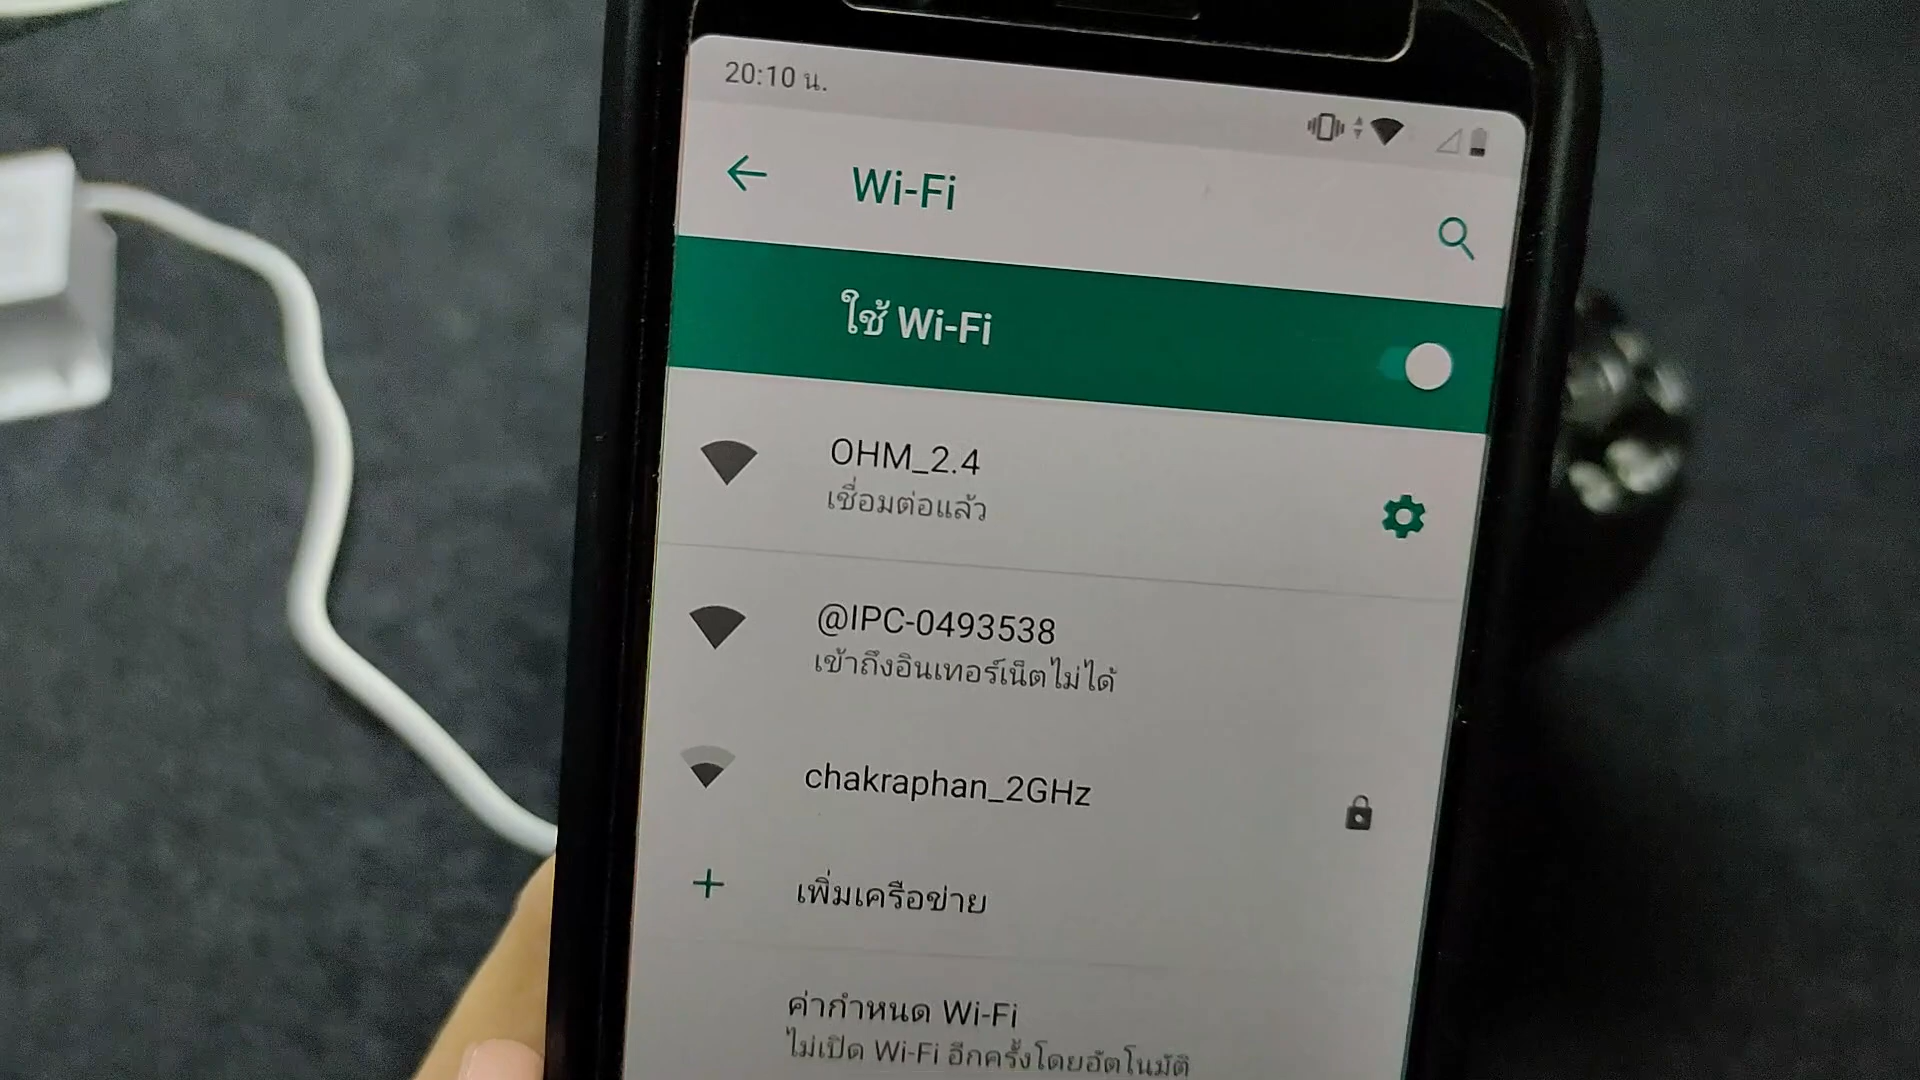 20:10 น.
Wi-Fi
ใช้ Wi-Fi
OHM_2.4
เชื่อมต่อแล้ว
@IPC-0493538
เข้าถึงอินเทอร์เน็ตไม่ได้
chakraphan_2GHz
เพิ่มเครือข่าย
ค่ากำหนด Wi-Fi
ไม่เปิด Wi-Fi อีกครั้งโดยอัตโนมัติ